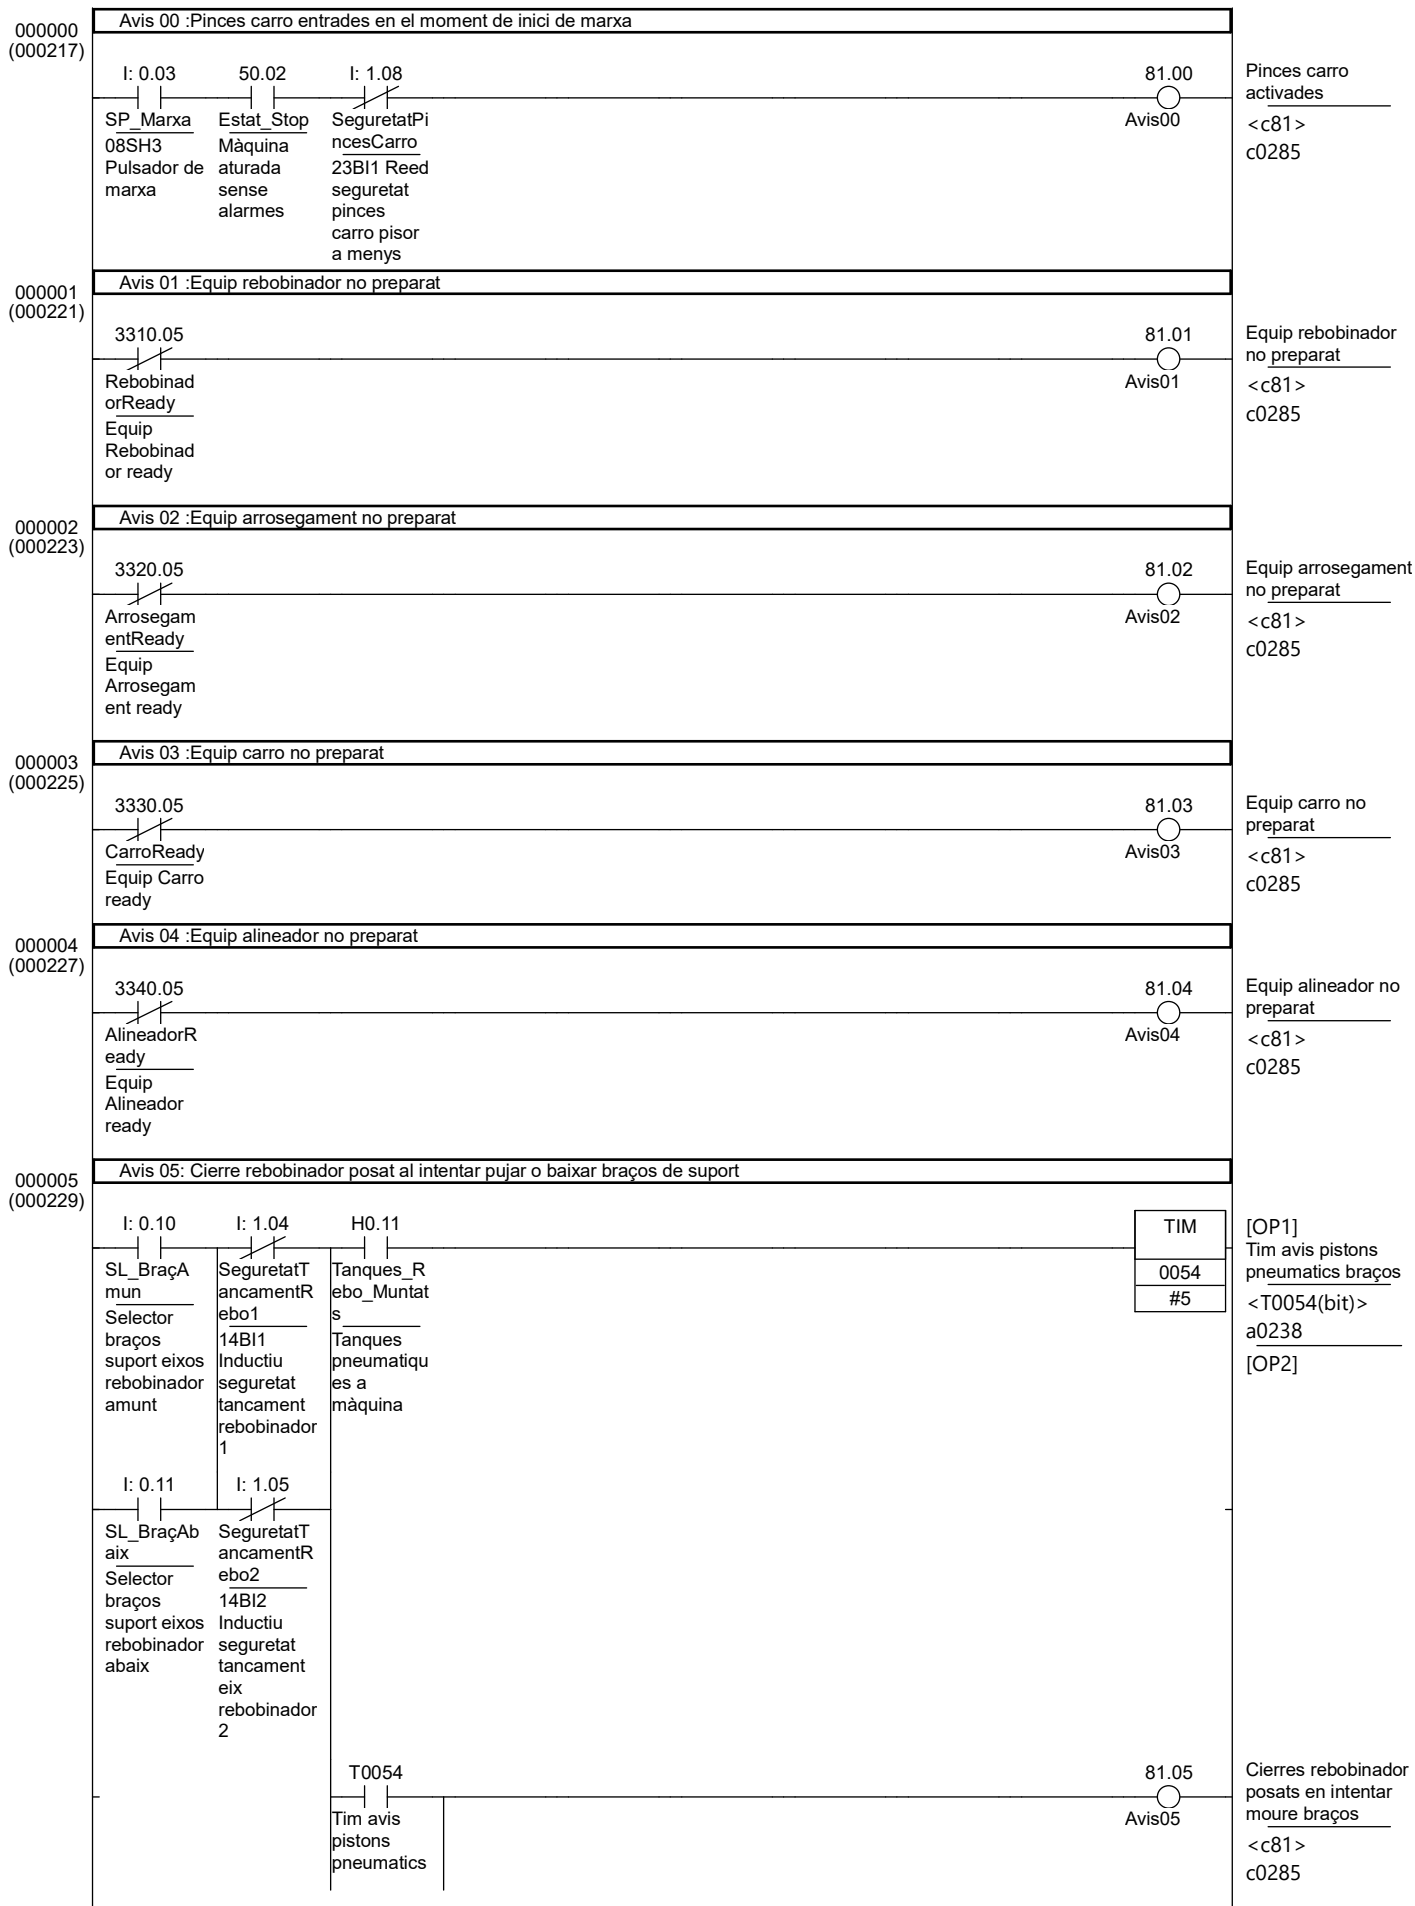 000000
(000217)
Avis 00 :Pinces carro entrades en el moment de inici de marxa
I: 0.03
50.02
I: 1.08
81.00
SP_Marxa
08SH3
Pulsador de
marxa
Estat_Stop
Màquina
aturada
sense
alarmes
SeguretatPi
ncesCarro
23BI1 Reed
seguretat
pinces
carro pisor
a menys
Avis00
Pinces carro
activades
<c81>
c0285
000001
(000221)
Avis 01 :Equip rebobinador no preparat
3310.05
81.01
Rebobinad
orReady
Equip
Rebobinad
or ready
Avis01
Equip rebobinador
no preparat
<c81>
c0285
000002
(000223)
Avis 02 :Equip arrosegament no preparat
3320.05
81.02
Arrosegam
entReady
Equip
Arrosegam
ent ready
Avis02
Equip arrosegament
no preparat
<c81>
c0285
000003
(000225)
Avis 03 :Equip carro no preparat
3330.05
81.03
CarroReady
Equip Carro
ready
Avis03
Equip carro no
preparat
<c81>
c0285
000004
(000227)
Avis 04 :Equip alineador no preparat
3340.05
81.04
AlineadorR
eady
Equip
Alineador
ready
Avis04
Equip alineador no
preparat
<c81>
c0285
000005
(000229)
Avis 05: Cierre rebobinador posat al intentar pujar o baixar braços de suport
I: 0.10
I: 1.04
H0.11
SL_BraçA
mun
Selector
braços
suport eixos
rebobinador
amunt
SeguretatT
ancamentR
ebo1
14BI1
Inductiu
seguretat
tancament
rebobinador
1
Tanques_R
ebo_Muntat
s
Tanques
pneumatiqu
es a
màquina
TIM
0054
#5
[OP1]
Tim avis pistons
pneumatics braços
<T0054(bit)>
a0238
[OP2]
I: 0.11
I: 1.05
SL_BraçAb
aix
Selector
braços
suport eixos
rebobinador
abaix
SeguretatT
ancamentR
ebo2
14BI2
Inductiu
seguretat
tancament
eix
rebobinador
2
T0054
81.05
Tim avis
pistons
pneumatics
Avis05
Cierres rebobinador
posats en intentar
moure braços
<c81>
c0285